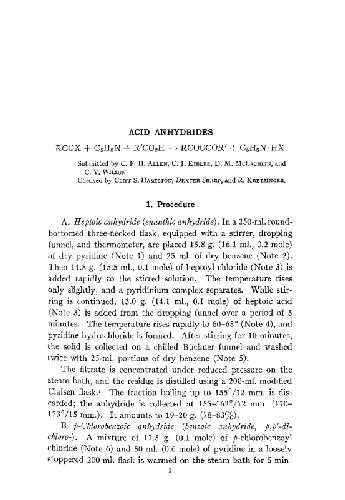 ACID ANHYDRIDES
RCOX + C₅H₅N + R'CO₂H → RCOOCOR' + C₅H₅N·HX
Submitted by C. F. H. ALLEN, C. J. KIBLER, D. M. MCLACHLIN, and
C. V. WILSON.
Checked by CLIFF S. HAMILTON, and R.
1. Procedure
A. Heptoic anhydride (enanthic anhydride). In a 250-ml. round-
bottomed three-necked flask, equipped with a stirrer, dropping
funnel, and thermometer, are placed 15.8 g. (16.1 ml., 0.2 mole)
of dry pyridine (Note 1) and 25 ml. of dry benzene (Note 2).
Then 14.8 g. (15.5 ml., 0.1 mole) of heptoyl chloride (Note 3) is
added rapidly to the stirred solution. The temperature rises
only slightly, and a pyridinium complex separates. While stir-
ring is continued, 13.0 g. (14.1 ml., 0.1 mole) of heptoic acid
(Note 3) is added from the dropping funnel over a period of 5
minutes. The temperature rises rapidly to 60–65° (Note 4), and
pyridine hydrochloride is formed. After stirring for 10 minutes,
the solid is collected on a chilled Büchner funnel and washed
twice with 25-ml. portions of dry benzene (Note 5).
The filtrate is concentrated under reduced pressure on the
steam bath, and the residue is distilled using a 200-ml. modified
Claisen flask.¹ The fraction boiling up to 155°/12 mm. is dis-
carded; the anhydride is collected at 155–162°/12 mm. (170–
173°/15 mm.). It amounts to 19–20 g. (78–83%).
B. p-Chlorobenzoic anhydride (benzoic anhydride, p,p'-di-
chloro-). A mixture of 17.5 g. (0.1 mole) of p-chlorobenzoyl
chloride (Note 6) and 50 ml. (0.6 mole) of pyridine in a loosely
stoppered 200-ml. flask is warmed on the steam bath for 5 min-
1